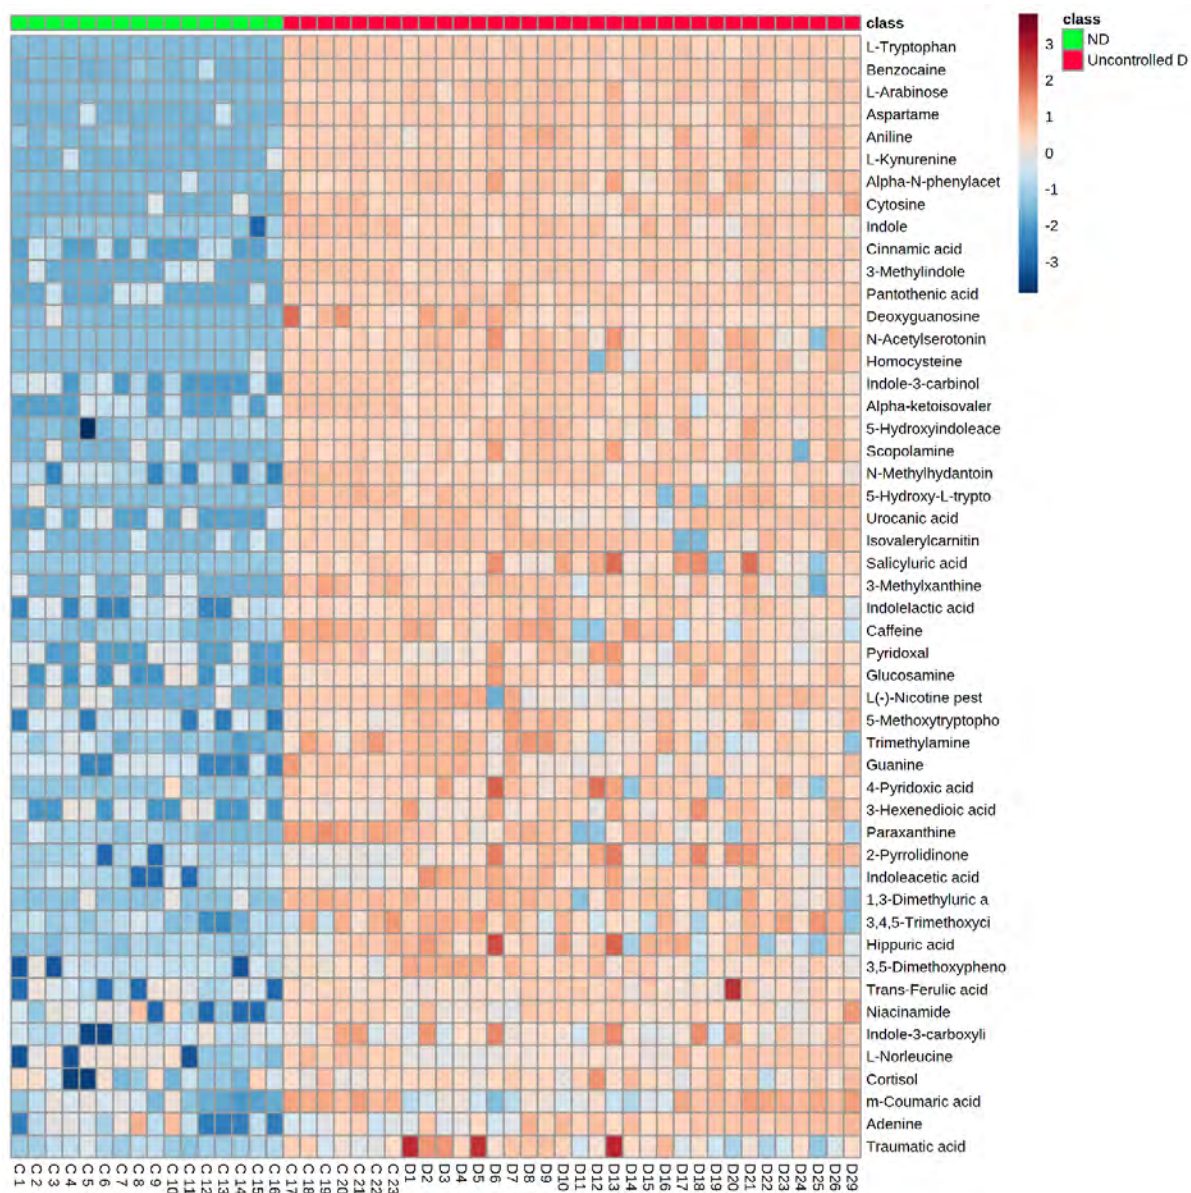 class
L-Tryptophan
Benzocaine
L-Arabinose
Aspartame
Aniline
L-Kynurenine
Alpha-N-phenylacet
Cytosine
Indole
Cinnamic acid
3-Methylindole
Pantothenic acid
Deoxyguanosine
N-Acetylserotonin
Homocysteine
Indole-3-carbinol
Alpha-ketoisovaler
5-Hydroxyindoleace
Scopolamine
N-Methylhydantoin
5-Hydroxy-L-trypto
Urocanic acid
Isovalerylcarnitin
Salicyluric acid
3-Methylxanthine
Indolelactic acid
Caffeine
Pyridoxal
Glucosamine
L(-)-Nicotine pest
5-Methoxytryptopho
Trimethylamine
Guanine
4-Pyridoxic acid
3-Hexenedioic acid
Paraxanthine
2-Pyrrolidinone
Indoleacetic acid
1,3-Dimethyluric a
3,4,5-Trimethoxyci
Hippuric acid
3,5-Dimethoxypheno
Trans-Ferulic acid
Niacinamide
Indole-3-carboxyli
L-Norleucine
Cortisol
m-Coumaric acid
Adenine
Traumatic acid
3
2
1
0
-1
-2
-3
class
ND
Uncontrolled D
C 1
C 2
C 3
C 4
C 5
C 6
C 7
C 8
C 9
C 10
C 11
C 12
C 13
C 14
C 15
C 16
C 17
C 18
C 19
C 20
C 21
C 22
C 23
D1
D2
D3
D4
D5
D6
D7
D8
D9
D10
D11
D12
D13
D14
D15
D16
D17
D18
D19
D20
D21
D22
D23
D24
D25
D26
D29